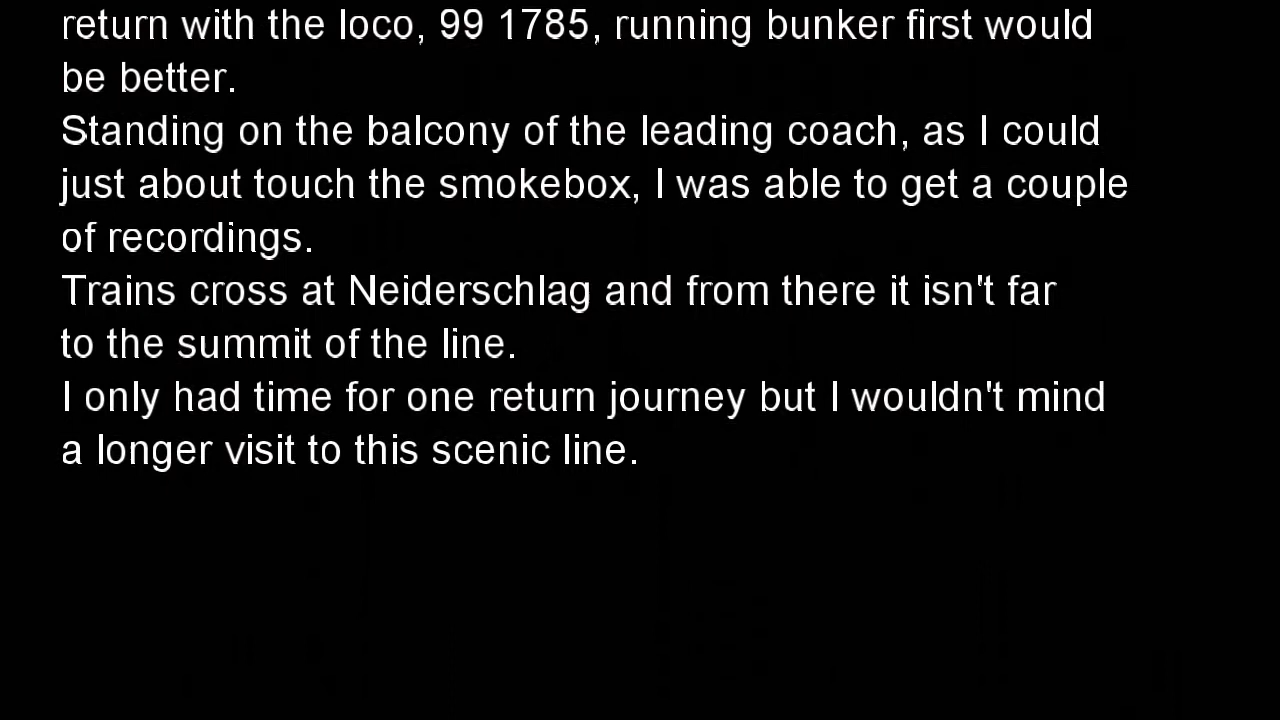 return with the loco, 99 1785, running bunker first would
be better.
Standing on the balcony of the leading coach, as I could
just about touch the smokebox, I was able to get a couple
of recordings.
Trains cross at Neiderschlag and from there it isn't far
to the summit of the line.
I only had time for one return journey but I wouldn't mind
a longer visit to this scenic line.